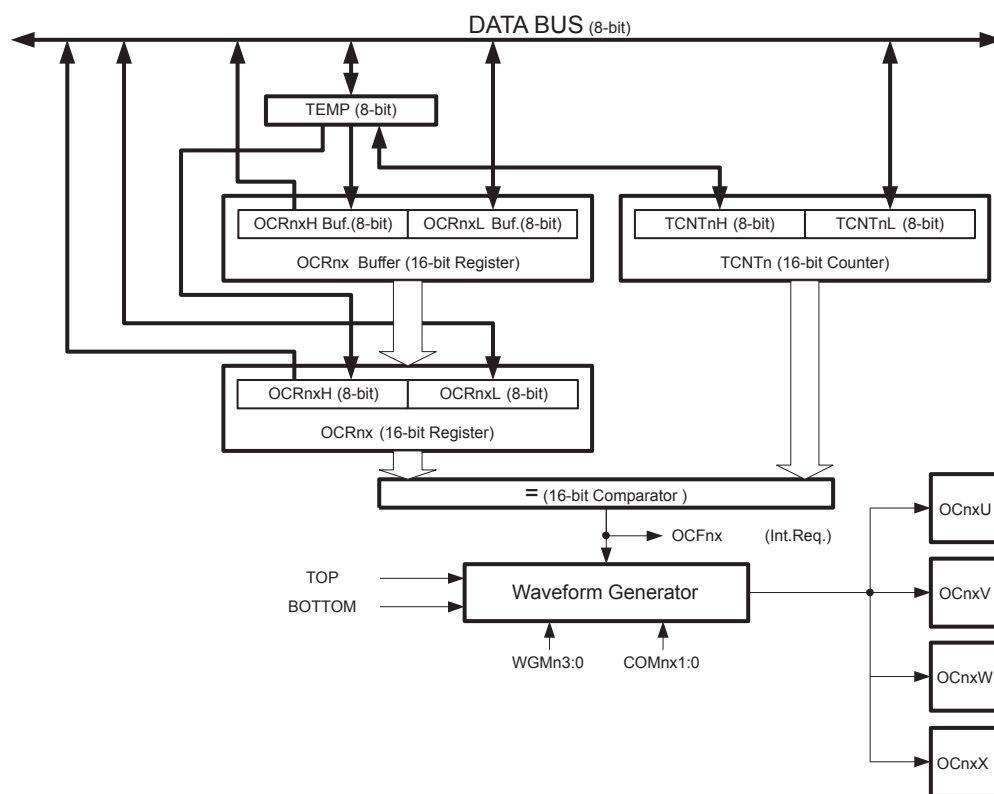 DATA BUS (8-bit)
TEMP (8-bit)
OCRnxH Buf.(8-bit)
OCRnxL Buf.(8-bit)
TCNTnH (8-bit)
TCNTnL (8-bit)
OCRnx Buffer (16-bit Register)
TCNTn (16-bit Counter)
OCRnxH (8-bit)
OCRnxL (8-bit)
OCRnx (16-bit Register)
= (16-bit Comparator )
OCnxU
OCFnx
(Int.Req.)
TOP
BOTTOM
Waveform Generator
OCnxV
WGMn3:0
COMnx1:0
OCnxW
OCnxX